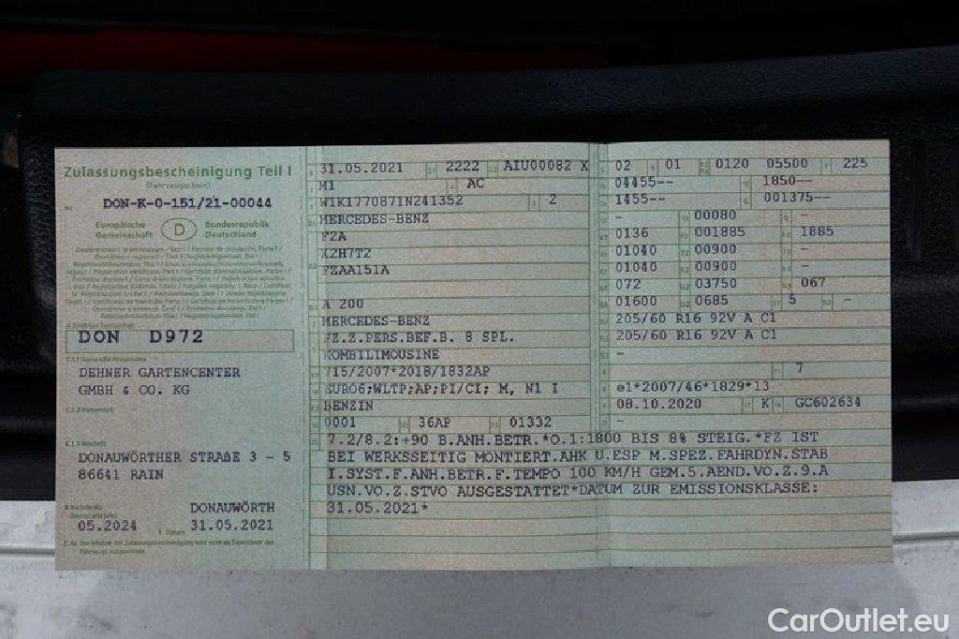 Zulassungsbescheinigung Teil I
(Fahrzeugschein)
Nr. DON-K-0-151/21-00044
Europäische Gemeinschaft D Bundesrepublik Deutschland
DON D972
DEHNER GARTENCENTER
GMBH & CO. KG
DONAUWÖRTHER STRAßE 3 - 5
86641 RAIN
DONAUWÖRTH
05.2024 31.05.2021
31.05.2021 2222 AIU00082 X
M1 AC
W1K1770871N241352 2
MERCEDES-BENZ
F2A
K2H7T2
FZAA151A
A 200
MERCEDES-BENZ
FZ.Z.PERS.BEF.B. 8 SPL.
KOMBILIMOUSINE
715/2007*2018/1832AP
EURO6;WLTP;AP;PI/CI; M, N1 I
BENZIN
0001 36AP 01332
02 01 0120 05500 225
04455-- 1850--
1455-- 001375--
- 00080 -
0136 001885 1885
01040 00900 -
01040 00900 -
072 03750 067
01600 0685 5 -
205/60 R16 92V A C1
205/60 R16 92V A C1
-
7
e1*2007/46*1829*13
08.10.2020 K GC602634
-
7.2/8.2:+90 B.ANH.BETR.*O.1:1800 BIS 8% STEIG.*FZ IST
BEI WERKSSEITIG MONTIERT.AHK U.ESP M.SPEZ.FAHRDYN.STAB
I.SYST.F.ANH.BETR.F.TEMPO 100 KM/H GEM.5.AEND.VO.Z.9.A
USN.VO.Z.STVO AUSGESTATTET*DATUM ZUR EMISSIONSKLASSE:
31.05.2021*
CarOutlet.eu